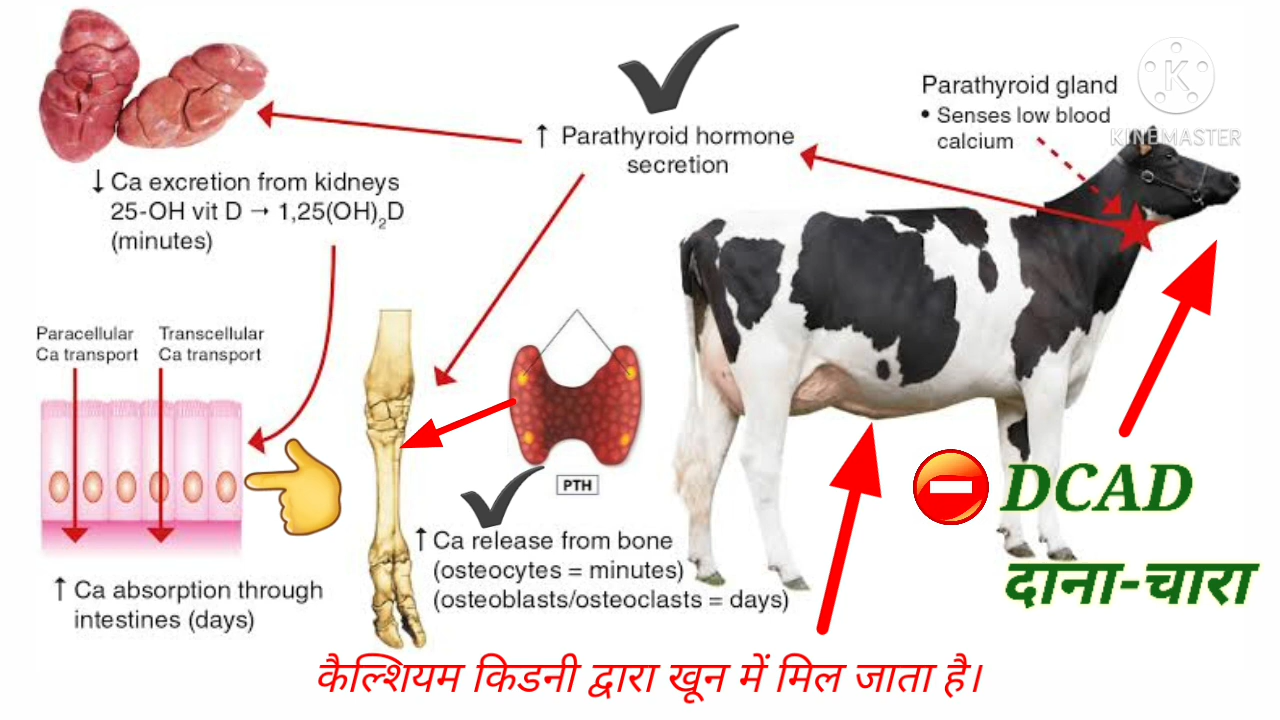 Parathyroid gland
• Senses low blood
calcium
K
KINEMASTER
↑ Parathyroid hormone
secretion
↓ Ca excretion from kidneys
25-OH vit D → 1,25(OH)₂D
(minutes)
Paracellular
Ca transport
Transcellular
Ca transport
PTH
↑ Ca release from bone
(osteocytes = minutes)
(osteoblasts/osteoclasts = days)
↑ Ca absorption through
intestines (days)
DCAD
दाना-चारा
कैल्शियम किडनी द्वारा खून में मिल जाता है।